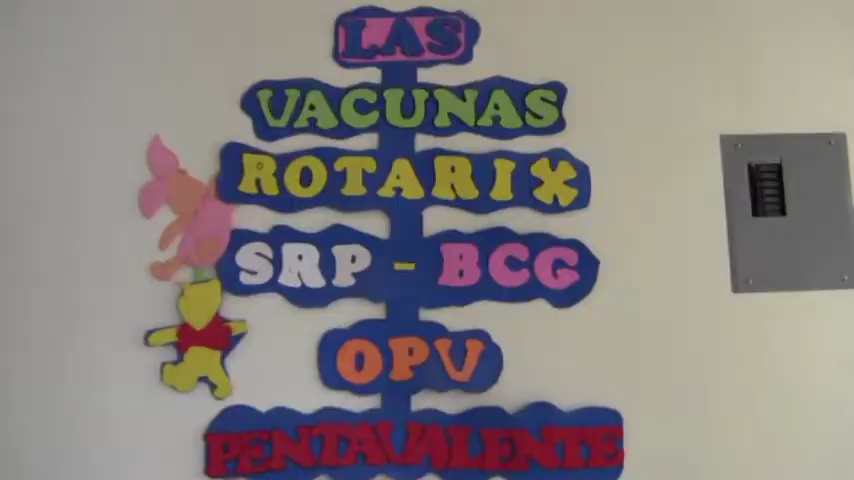 LAS
VACUNAS
ROTARIX
SRP - BCG
OPV
PENTAVALENTE